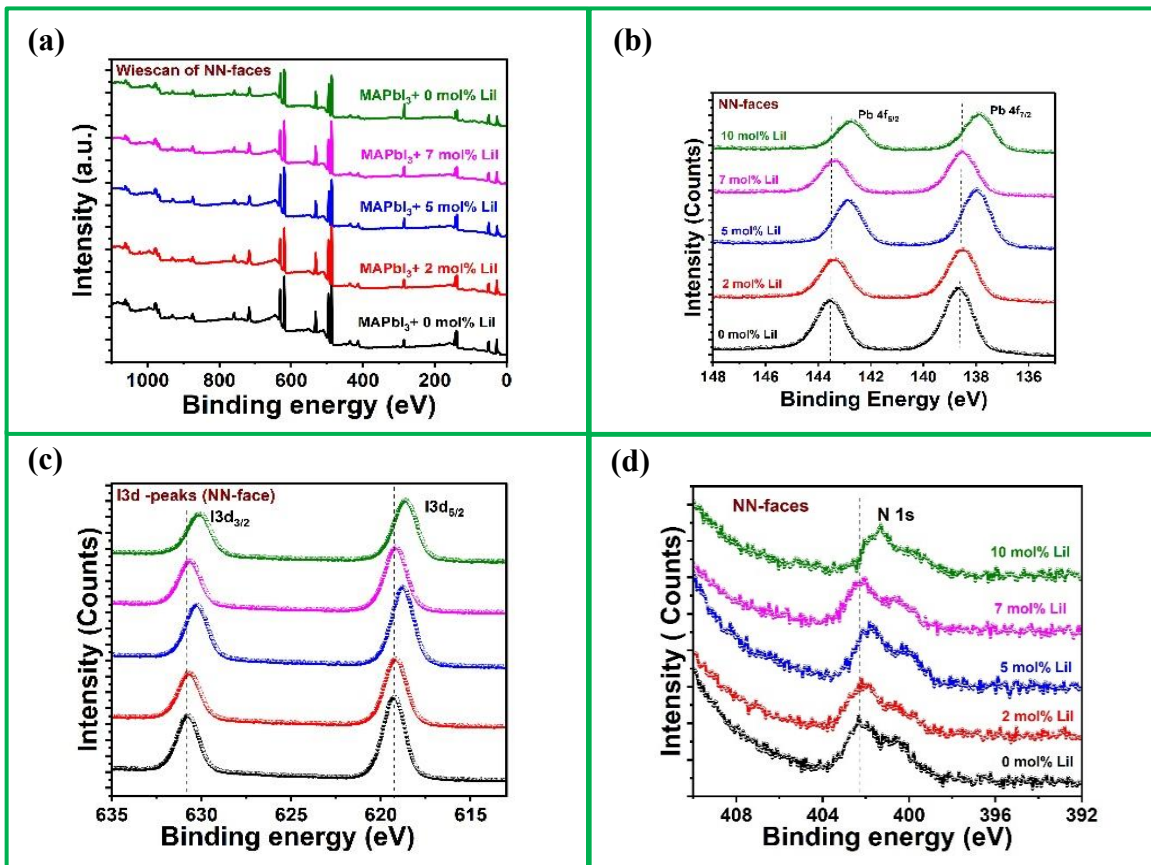 (a)
Wiescan of NN-faces
MAPbI₃+ 0 mol% LiI
MAPbI₃+ 7 mol% LiI
MAPbI₃+ 5 mol% LiI
MAPbI₃+ 2 mol% LiI
MAPbI₃+ 0 mol% LiI
Intensity (a.u.)
1000 800 600 400 200 0
Binding energy (eV)
(b)
NN-faces
Pb 4f₅/₂ Pb 4f₇/₂
10 mol% LiI
7 mol% LiI
5 mol% LiI
2 mol% LiI
0 mol% LiI
Intensity (Counts)
148 146 144 142 140 138 136
Binding Energy (eV)
(c)
I3d -peaks (NN-face)
I3d₃/₂ I3d₅/₂
Intensity (Counts)
635 630 625 620 615
Binding energy (eV)
(d)
NN-faces
N 1s
10 mol% LiI
7 mol% LiI
5 mol% LiI
2 mol% LiI
0 mol% LiI
Intensity ( Counts)
408 404 400 396 392
Binding energy (eV)